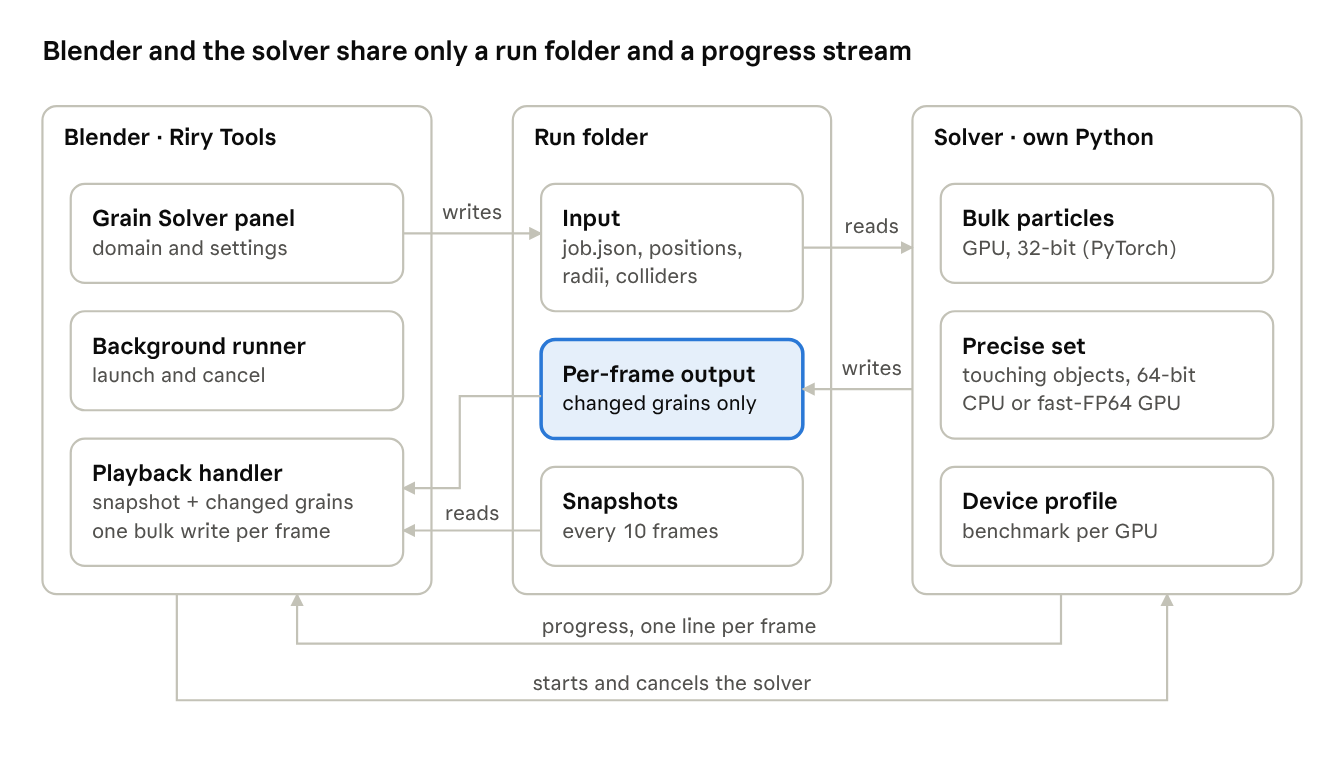 Blender and the solver share only a run folder and a progress stream
Blender · Riry Tools
Grain Solver panel
domain and settings
Background runner
launch and cancel
Playback handler
snapshot + changed grains
one bulk write per frame
writes
reads
Run folder
Input
job.json, positions,
radii, colliders
Per-frame output
changed grains only
Snapshots
every 10 frames
reads
writes
Solver · own Python
Bulk particles
GPU, 32-bit (PyTorch)
Precise set
touching objects, 64-bit
CPU or fast-FP64 GPU
Device profile
benchmark per GPU
progress, one line per frame
starts and cancels the solver